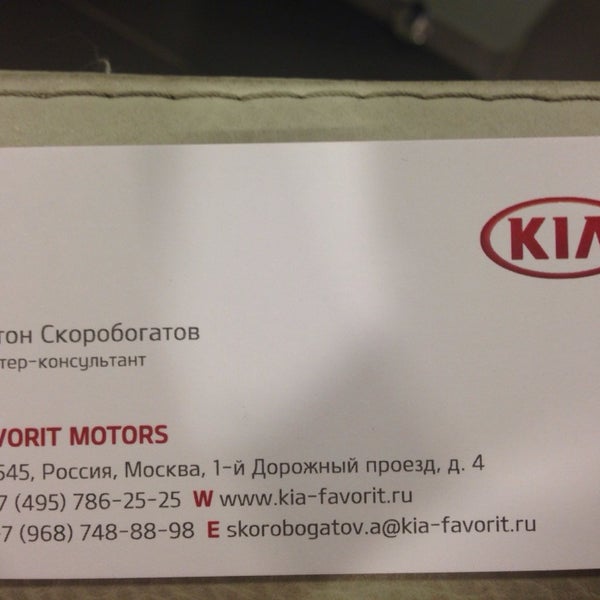 KIA
тон Скоробогатов
тер-консультант
VORIT MOTORS
545, Россия, Москва, 1-й Дорожный проезд, д. 4
7 (495) 786-25-25 W www.kia-favorit.ru
+7 (968) 748-88-98 E skorobogatov.a@kia-favorit.ru